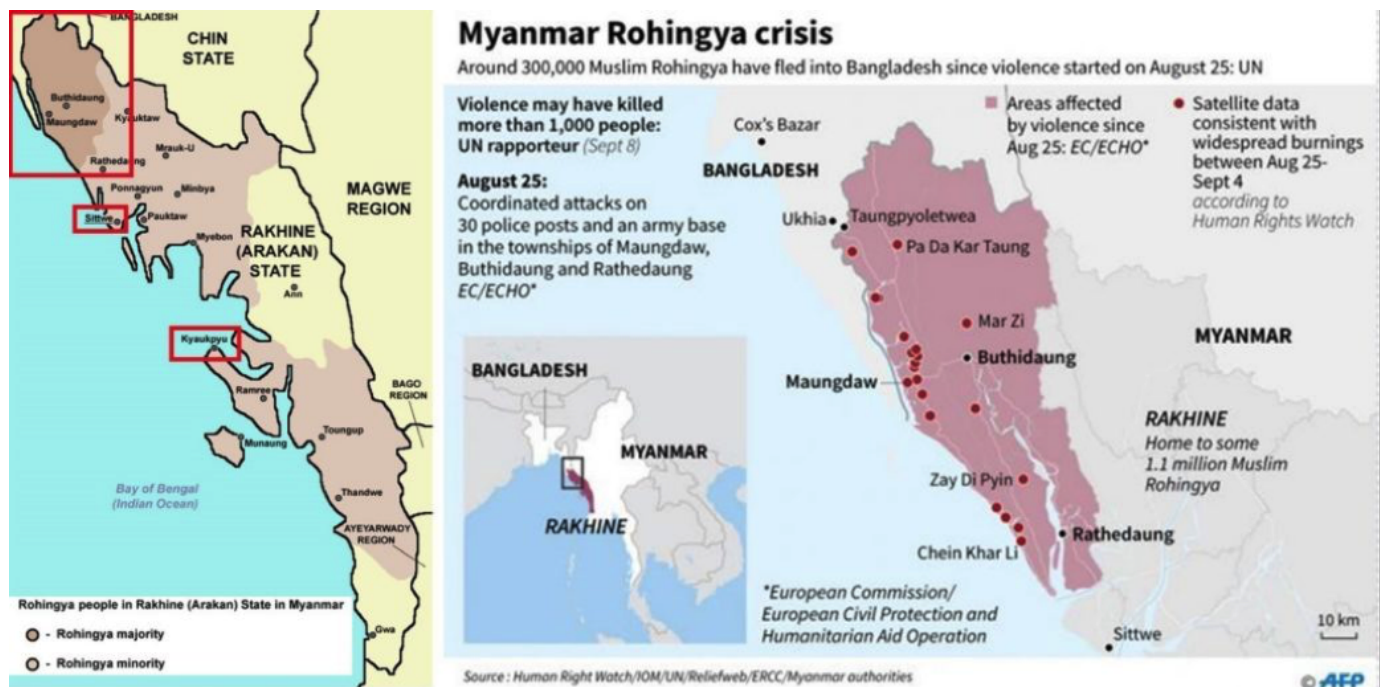 BANGLADESH
CHIN
STATE
Buthidaung
Maungdaw
Kyauktaw
Mrauk-U
Rathedaung
Ponnagyun
Minbya
Sittwe
Pauktaw
Myebon
MAGWE
REGION
RAKHINE
(ARAKAN)
STATE
Ann
Kyaukpyu
Ramree
BAGO
REGION
Munaung
Toungup
Bay of Bengal
(Indian Ocean)
Thandwe
AYEYARWADY
REGION
Gwa
Rohingya people in Rakhine (Arakan) State in Myanmar
- Rohingya majority
- Rohingya minority
Myanmar Rohingya crisis
Around 300,000 Muslim Rohingya have fled into Bangladesh since violence started on August 25: UN
Violence may have killed
more than 1,000 people:
UN rapporteur (Sept 8)
August 25:
Coordinated attacks on
30 police posts and an army base
in the townships of Maungdaw,
Buthidaung and Rathedaung
EC/ECHO*
Areas affected
by violence since
Aug 25: EC/ECHO*
Satellite data
consistent with
widespread burnings
between Aug 25-
Sept 4
according to
Human Rights Watch
Cox's Bazar
BANGLADESH
Ukhia
Taungpyoletwea
Pa Da Kar Taung
Mar Zi
Buthidaung
MYANMAR
Maungdaw
RAKHINE
Home to some
1.1 million Muslim
Rohingya
Zay Di Pyin
Rathedaung
Chein Khar Li
Sittwe
10 km
BANGLADESH
MYANMAR
RAKHINE
*European Commission/
European Civil Protection and
Humanitarian Aid Operation
Source : Human Right Watch/IOM/UN/Reliefweb/ERCC/Myanmar authorities
© AFP